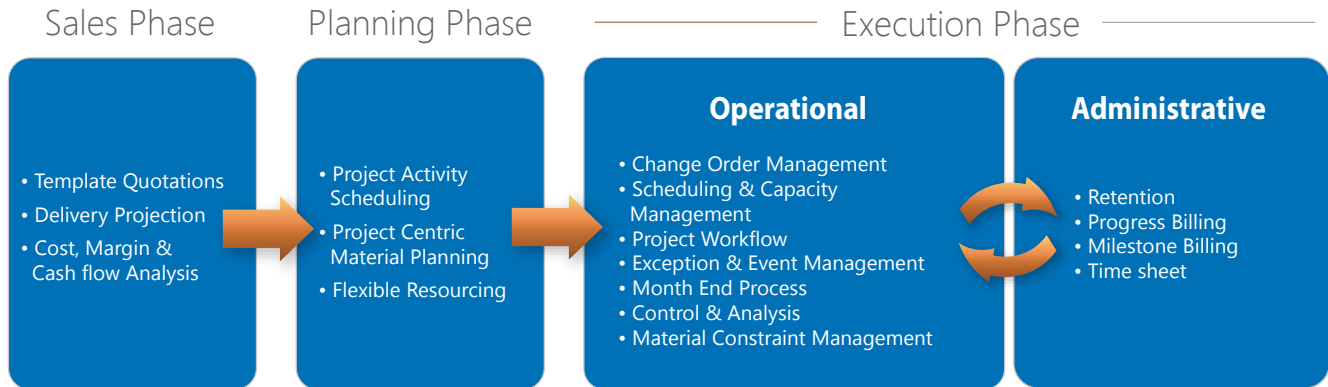 Sales Phase
Planning Phase
Execution Phase
• Template Quotations
• Delivery Projection
• Cost, Margin &
Cash flow Analysis
• Project Activity
Scheduling
• Project Centric
Material Planning
• Flexible Resourcing
Operational
• Change Order Management
• Scheduling & Capacity
Management
• Project Workflow
• Exception & Event Management
• Month End Process
• Control & Analysis
• Material Constraint Management
Administrative
• Retention
• Progress Billing
• Milestone Billing
• Time sheet